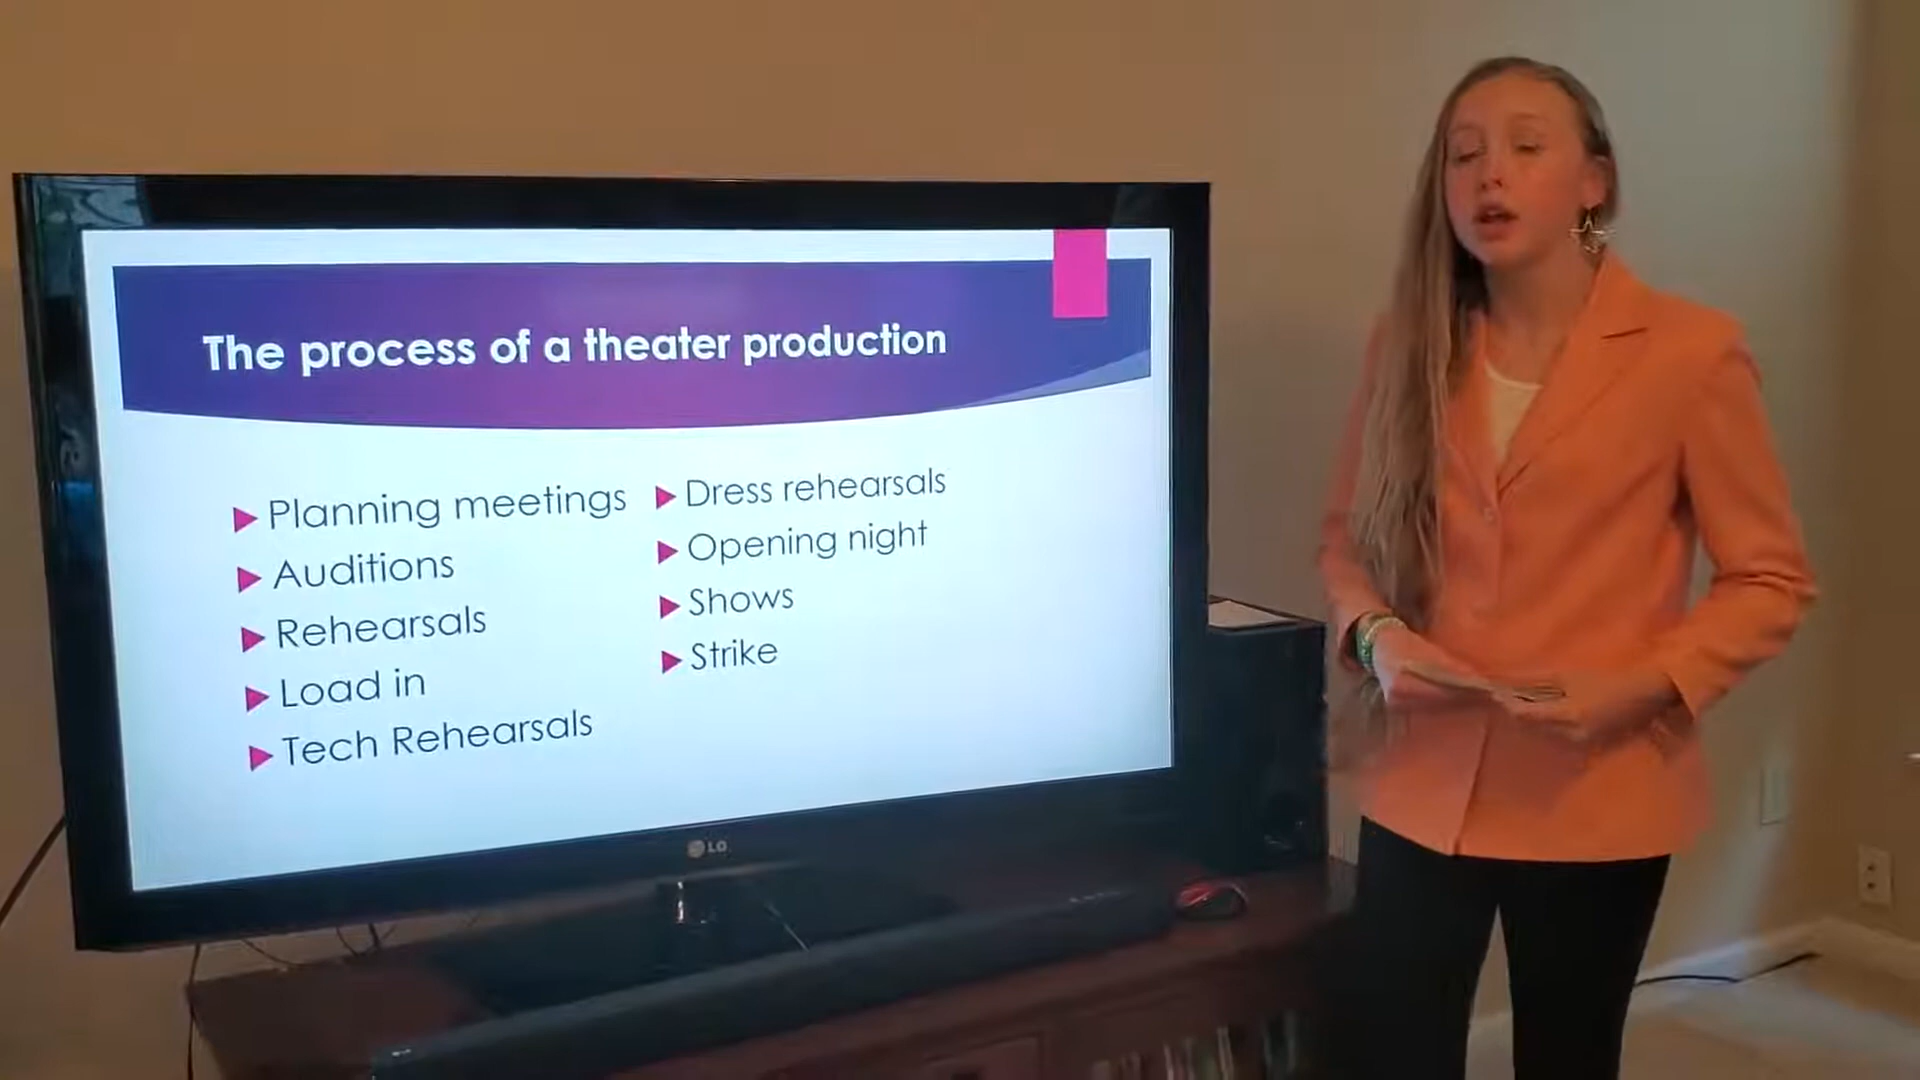 The process of a theater production
Planning meetings
Auditions
Rehearsals
Load in
Tech Rehearsals
Dress rehearsals
Opening night
Shows
Strike
LG